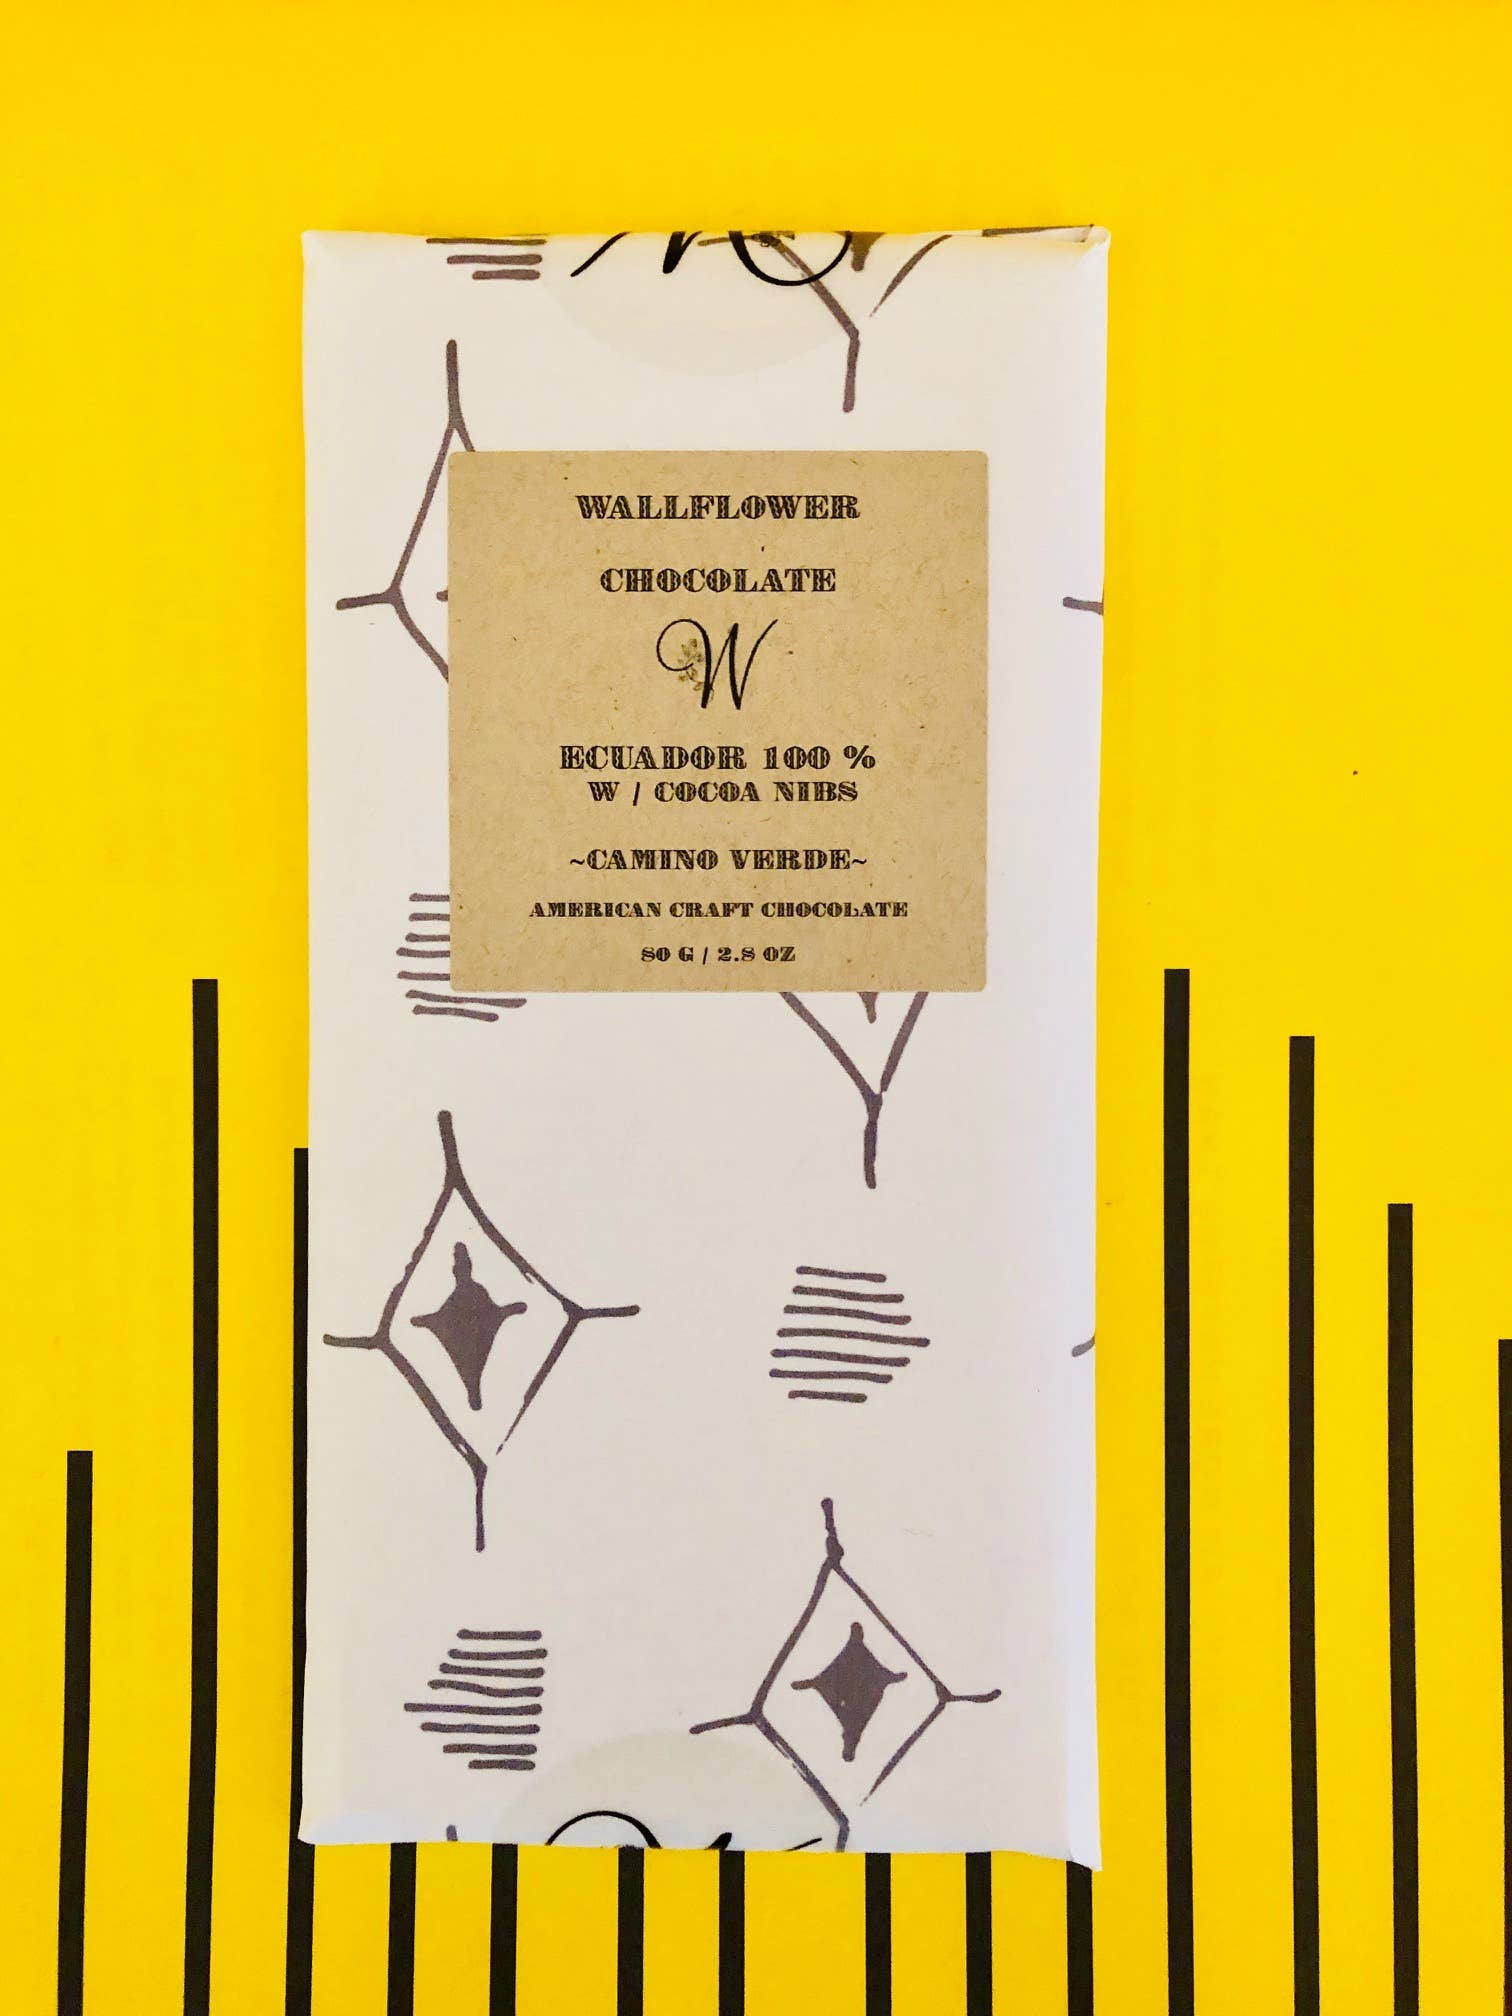 WALLFLOWER
CHOCOLATE
W
ECUADOR 100 %
W / COCOA NIBS
~CAMINO VERDE~
AMERICAN CRAFT CHOCOLATE
80 G / 2.8 OZ